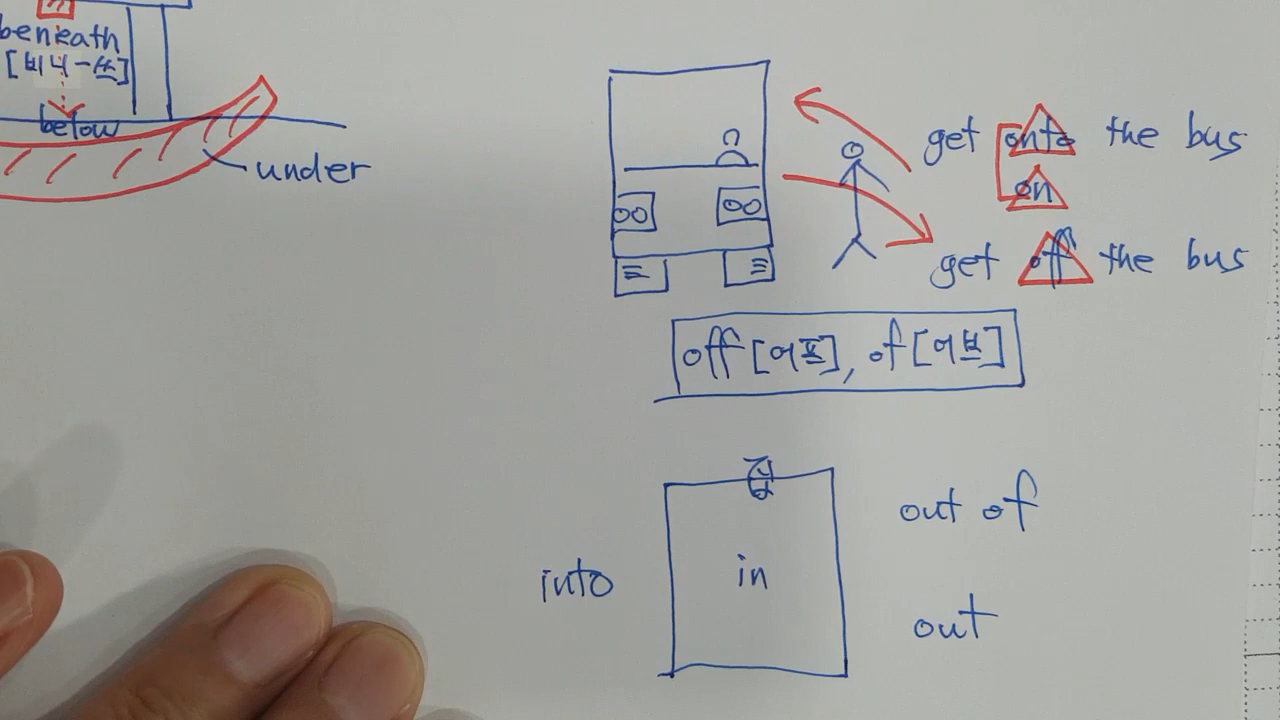 beneath
[비니-쓰]
below
under
get onto the bus
on
get off the bus
off [어프], of [어브]
집
into
in
out of
out